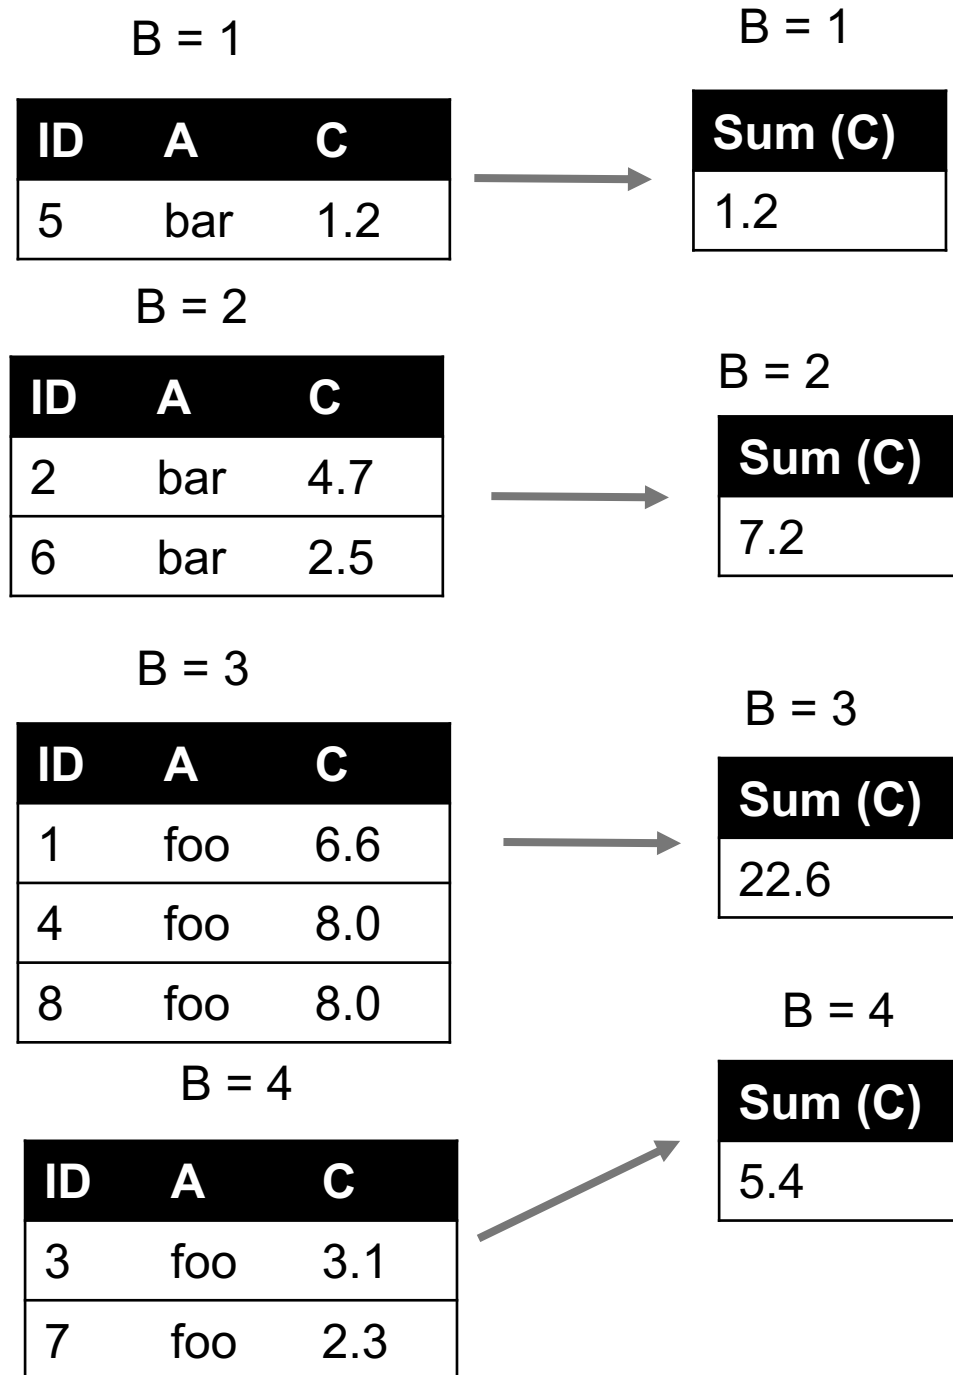 B = 1
ID A C
5 bar 1.2
B = 1
Sum (C)
1.2
B = 2
ID A C
2 bar 4.7
6 bar 2.5
B = 2
Sum (C)
7.2
B = 3
ID A C
1 foo 6.6
4 foo 8.0
8 foo 8.0
B = 3
Sum (C)
22.6
B = 4
ID A C
3 foo 3.1
7 foo 2.3
B = 4
Sum (C)
5.4